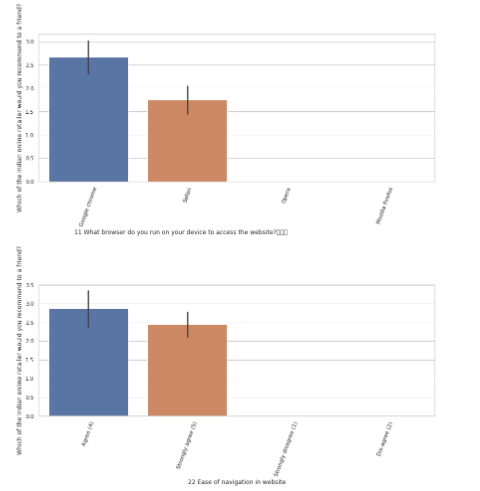 Which of the Indian online retailer would you recommend to a friend?
3.0
2.5
2.0
1.5
1.0
0.5
0.0
Google chrome
Safari
Opera
Mozilla Firefox
11 What browser do you run on your device to access the website?
Which of the Indian online retailer would you recommend to a friend?
3.5
3.0
2.5
2.0
1.5
1.0
0.5
0.0
Agree (4)
Strongly agree (5)
Strongly disagree (1)
Dis-agree (2)
22 Ease of navigation in website